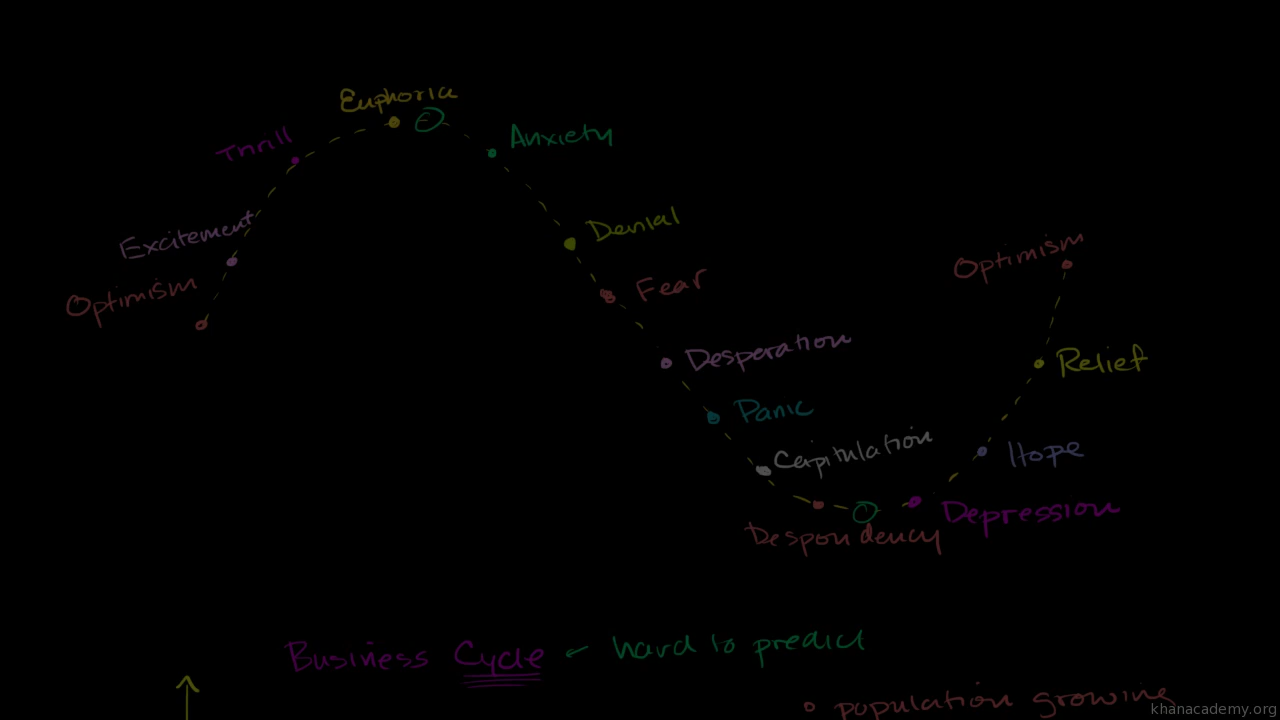 Euphoria
Thrill
Anxiety
Excitement
Denial
Optimism
Fear
Optimism
Desperation
Relief
Panic
Capitulation
Hope
Despondency
Depression
Business Cycle ← hard to predict
population growing
khanacademy.org